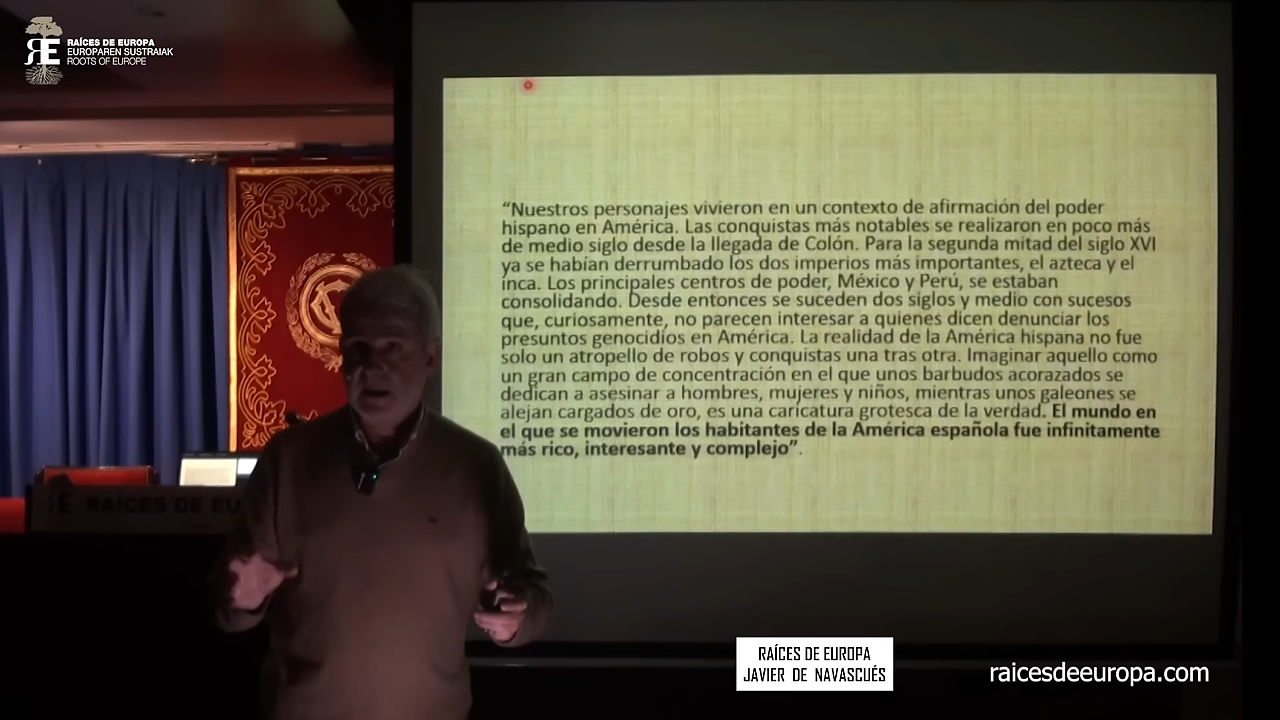 RAÍCES DE EUROPA
EUROPAREN SUSTRAIAK
ROOTS OF EUROPE
“Nuestros personajes vivieron en un contexto de afirmación del poder
hispano en América. Las conquistas más notables se realizaron en poco más
de medio siglo desde la llegada de Colón. Para la segunda mitad del siglo XVI
ya se habían derrumbado los dos imperios más importantes, el azteca y el
inca. Los principales centros de poder, México y Perú, se estaban
consolidando. Desde entonces se suceden dos siglos y medio con sucesos
que, curiosamente, no parecen interesar a quienes dicen denunciar los
presuntos genocidios en América. La realidad de la América hispana no fue
solo un atropello de robos y conquistas una tras otra. Imaginar aquello como
un gran campo de concentración en el que unos barbudos acorazados se
dedican a asesinar a hombres, mujeres y niños, mientras unos galeones se
alejan cargados de oro, es una caricatura grotesca de la verdad. El mundo en
el que se movieron los habitantes de la América española fue infinitamente
más rico, interesante y complejo”.
RAÍCES DE EU
RAÍCES DE EUROPA
JAVIER DE NAVASCUÉS
raicesdeeuropa.com